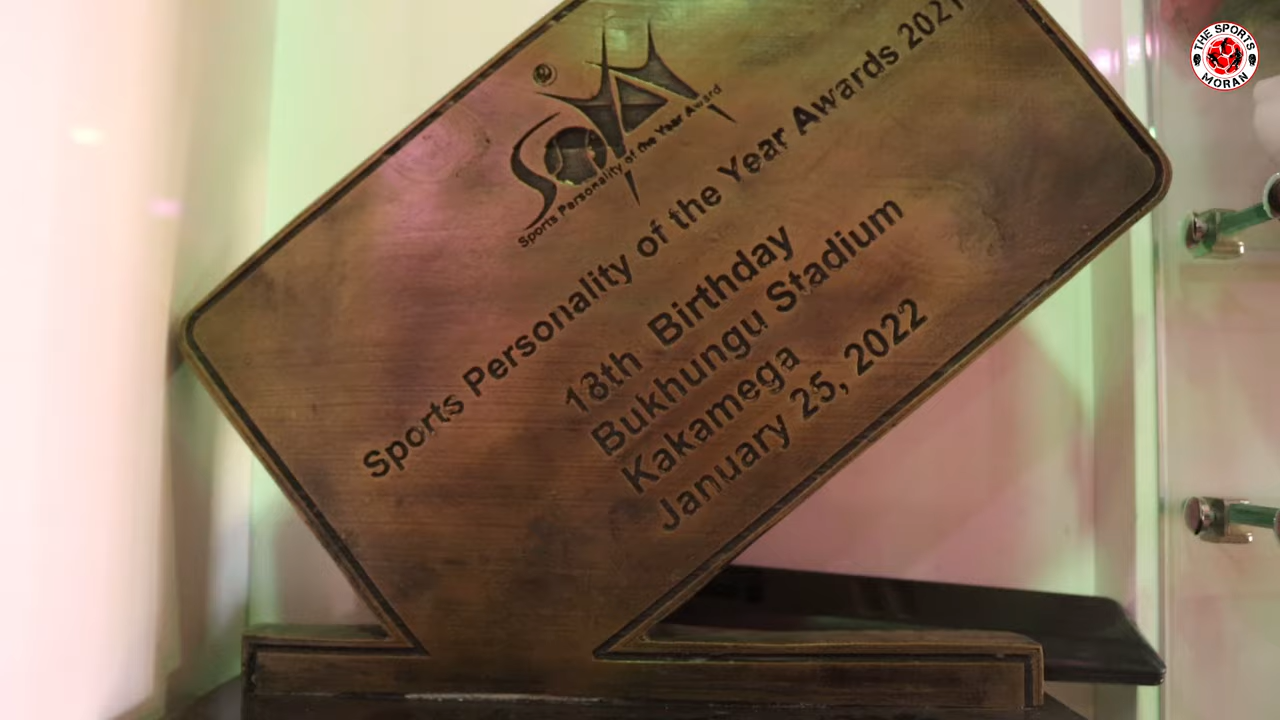 SOYA
Sports Personality of the Year Award
Sports Personality of the Year Awards 2021
18th Birthday
Bukhungu Stadium
Kakamega
January 25, 2022
THE SPORTS
MORAN